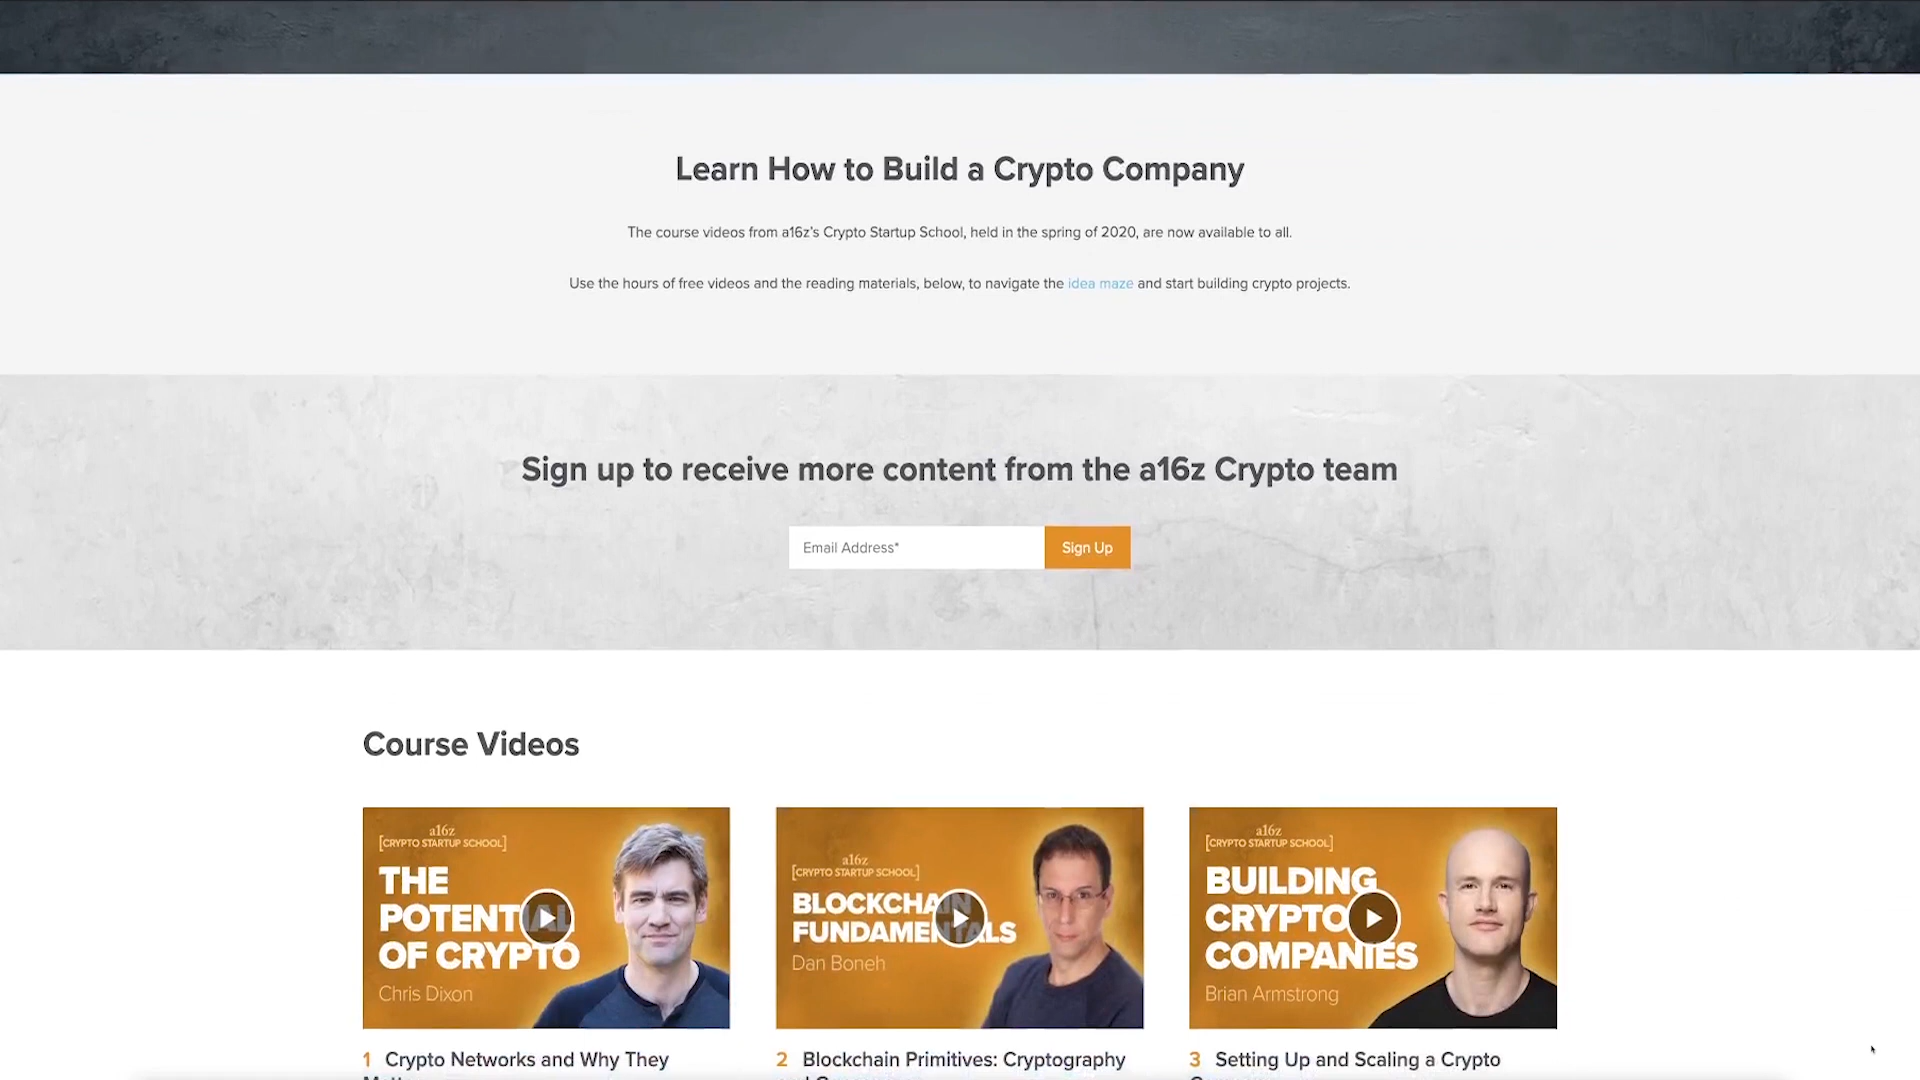 Learn How to Build a Crypto Company
The course videos from a16z's Crypto Startup School, held in the spring of 2020, are now available to all.
Use the hours of free videos and the reading materials, below, to navigate the idea maze and start building crypto projects.
Sign up to receive more content from the a16z Crypto team
Email Address*
Sign Up
Course Videos
a16z
[CRYPTO STARTUP SCHOOL]
THE
POTENTIAL
OF CRYPTO
Chris Dixon
1 Crypto Networks and Why They
a16z
[CRYPTO STARTUP SCHOOL]
BLOCKCHAIN
FUNDAMENTALS
Dan Boneh
2 Blockchain Primitives: Cryptography
a16z
[CRYPTO STARTUP SCHOOL]
BUILDING
CRYPTO
COMPANIES
Brian Armstrong
3 Setting Up and Scaling a Crypto